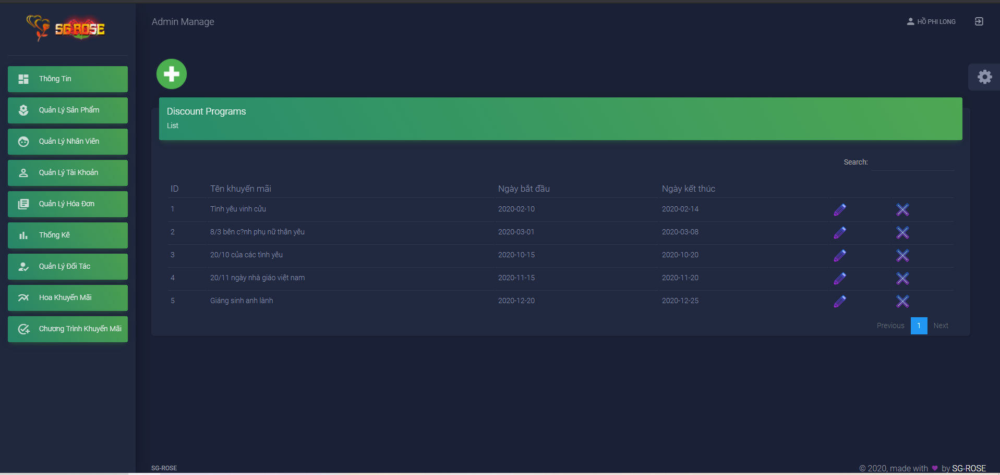 SG-ROSE
Admin Manage
HỒ PHI LONG
Thông Tin
Quản Lý Sản Phẩm
Quản Lý Nhân Viên
Quản Lý Tài Khoản
Quản Lý Hóa Đơn
Thống Kê
Quản Lý Đối Tác
Hoa Khuyến Mãi
Chương Trình Khuyến Mãi
Discount Programs
List
Search:
ID Tên khuyến mãi Ngày bắt đầu Ngày kết thúc
1 Tình yêu vinh cửu 2020-02-10 2020-02-14
2 8/3 bên c?nh phụ nữ thân yêu 2020-03-01 2020-03-08
3 20/10 của các tình yêu 2020-10-15 2020-10-20
4 20/11 ngày nhà giáo việt nam 2020-11-15 2020-11-20
5 Giáng sinh anh lành 2020-12-20 2020-12-25
Previous 1 Next
SG-ROSE
© 2020, made with by SG-ROSE